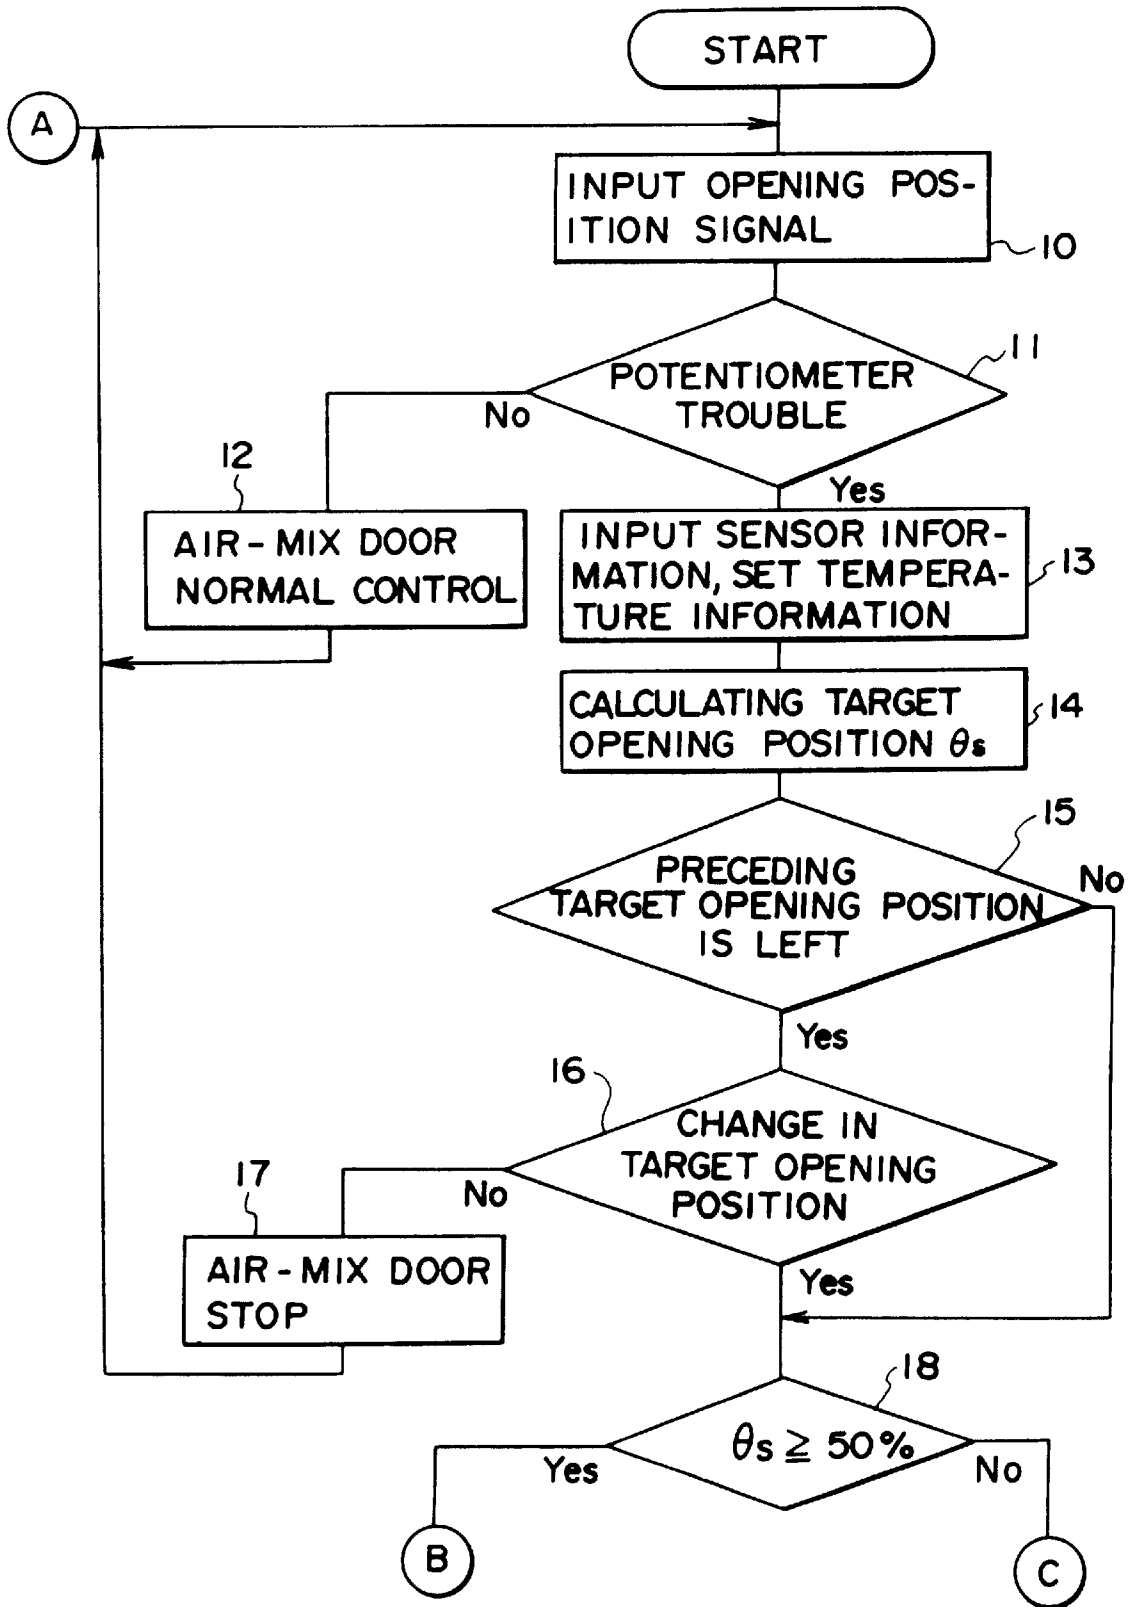 START
A
INPUT OPENING POS-
ITION SIGNAL
10
11
POTENTIOMETER
TROUBLE
No
Yes
12
AIR-MIX DOOR
NORMAL CONTROL
INPUT SENSOR INFOR-
MATION, SET TEMPERA-
TURE INFORMATION
13
CALCULATING TARGET
OPENING POSITION θs
14
15
PRECEDING
TARGET OPENING POSITION
IS LEFT
No
Yes
16
CHANGE IN
TARGET OPENING
POSITION
No
Yes
17
AIR-MIX DOOR
STOP
18
θs ≧ 50%
Yes
No
B
C